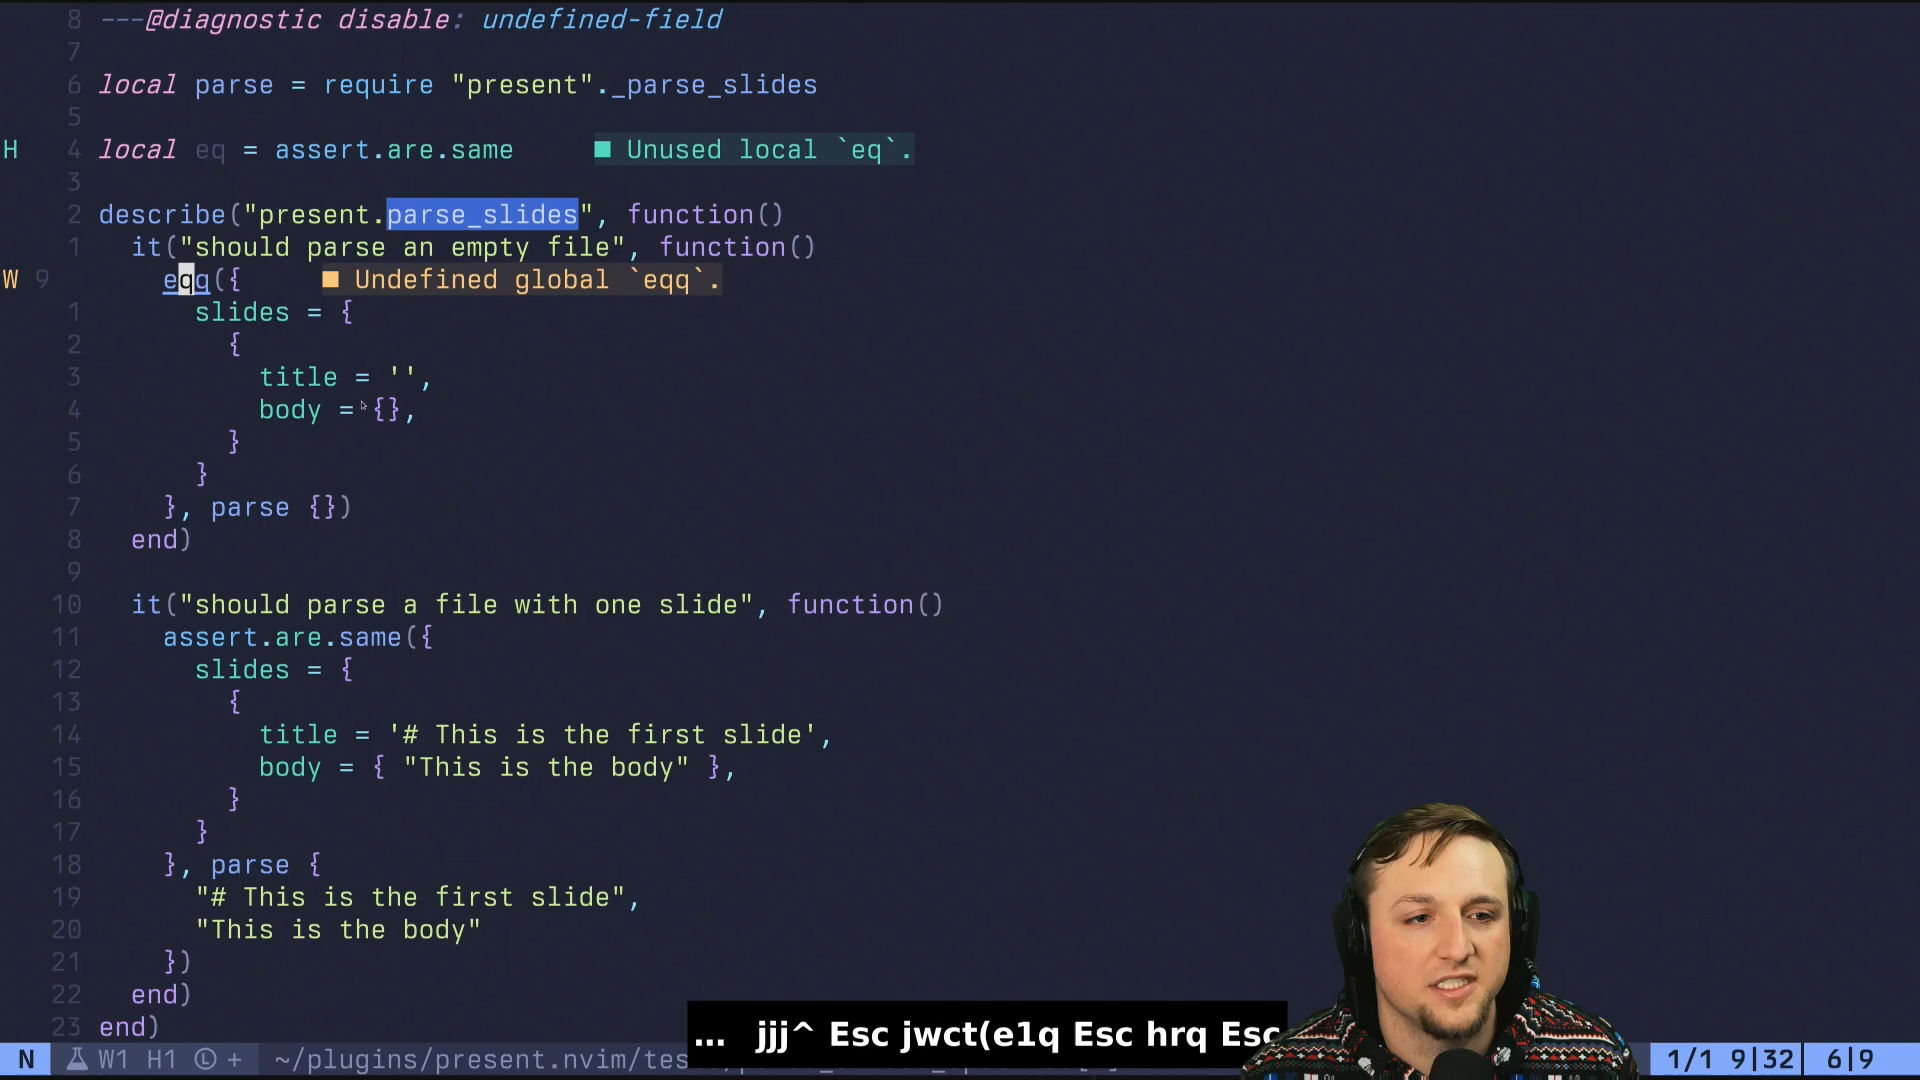 8 ---@diagnostic disable: undefined-field
7
6 local parse = require "present"._parse_slides
5
H 4 local eq = assert.are.same ■ Unused local `eq`.
3
2 describe("present.parse_slides", function()
1 it("should parse an empty file", function()
W 9 eqq({ ■ Undefined global `eqq`.
1 slides = {
2 {
3 title = '',
4 body = {},
5 }
6 }
7 }, parse {})
8 end)
9
10 it("should parse a file with one slide", function()
11 assert.are.same({
12 slides = {
13 {
14 title = '# This is the first slide',
15 body = { "This is the body" },
16 }
17 }
18 }, parse {
19 "# This is the first slide",
20 "This is the body"
21 })
22 end)
23 end)
... jjj^ Esc jwct(e1q Esc hrq Esc
N W1 H1 Ⓛ + ~/plugins/present.nvim/tes 1/1 9|32 6|9